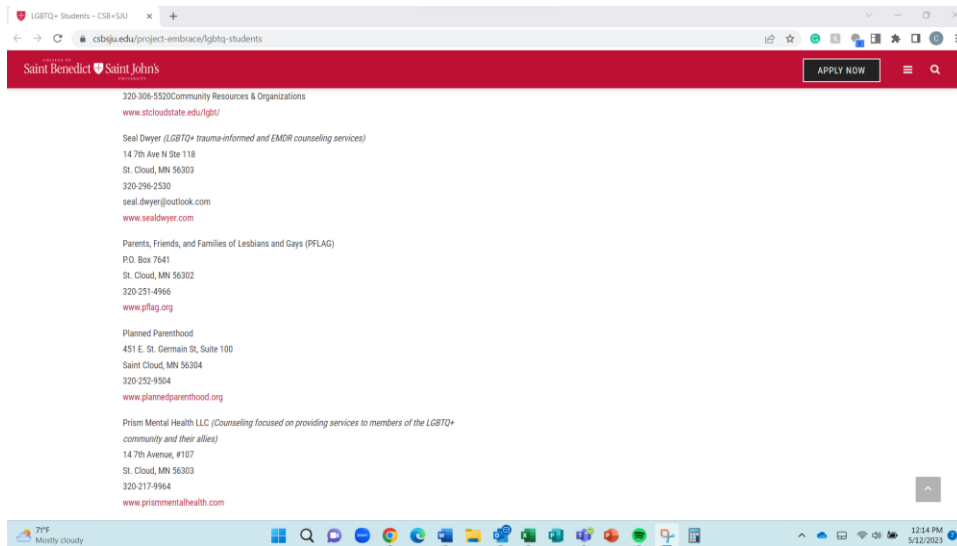 LGBTQ+ Students – CSB+SJU
csbsju.edu/project-embrace/lgbtq-students
COLLEGE OF
Saint Benedict Saint John's
UNIVERSITY
APPLY NOW
320-306-5520Community Resources & Organizations
www.stcloudstate.edu/lgbt/
Seal Dwyer (LGBTQ+ trauma-informed and EMDR counseling services)
14 7th Ave N Ste 118
St. Cloud, MN 56303
320-296-2530
seal.dwyer@outlook.com
www.sealdwyer.com
Parents, Friends, and Families of Lesbians and Gays (PFLAG)
P.O. Box 7641
St. Cloud, MN 56302
320-251-4966
www.pflag.org
Planned Parenthood
451 E. St. Germain St, Suite 100
Saint Cloud, MN 56304
320-252-9504
www.plannedparenthood.org
Prism Mental Health LLC (Counseling focused on providing services to members of the LGBTQ+
community and their allies)
14 7th Avenue, #107
St. Cloud, MN 56303
320-217-9964
www.prismmentalhealth.com
71°F
Mostly cloudy
12:14 PM
5/12/2023